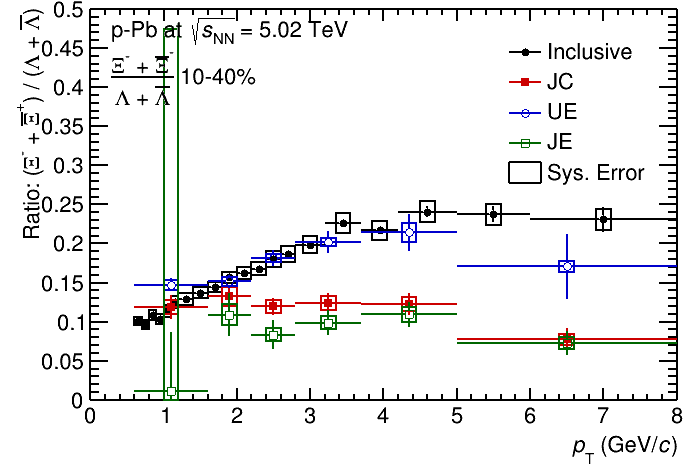 p-Pb at √s_NN = 5.02 TeV
Ξ⁻ + Ξ̅⁻
Λ + Λ̅
10-40%
Inclusive
JC
UE
JE
Sys. Error
Ratio: (Ξ⁻ + Ξ̅⁺) / (Λ + Λ̅)
0.5
0.45
0.4
0.35
0.3
0.25
0.2
0.15
0.1
0.05
0
0 1 2 3 4 5 6 7 8
p_T (GeV/c)